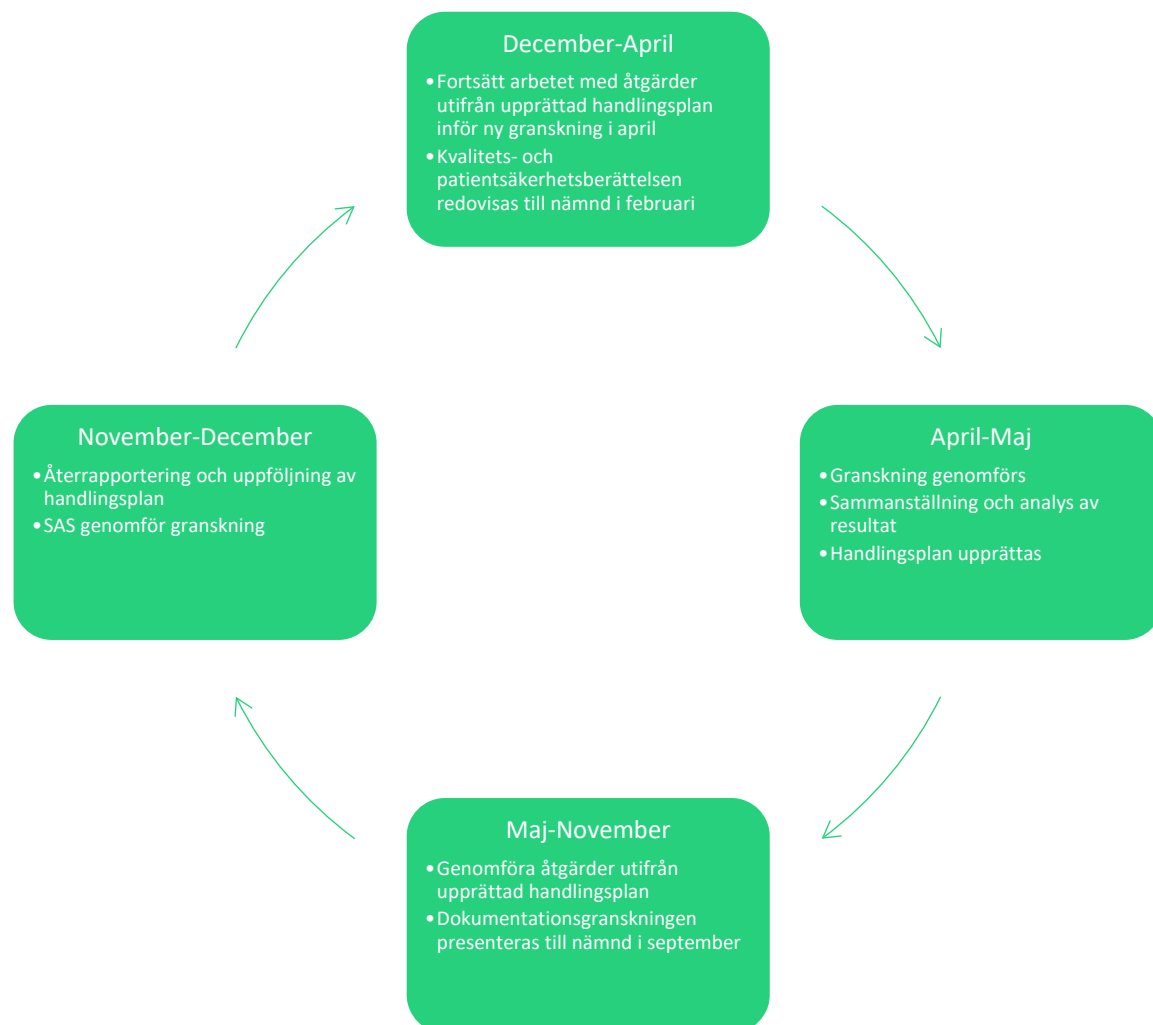 December-April
•Fortsätt arbetet med åtgärder
utifrån upprättad handlingsplan
inför ny granskning i april
•Kvalitets- och
patientsäkerhetsberättelsen
redovisas till nämnd i februari
April-Maj
•Granskning genomförs
•Sammanställning och analys av
resultat
•Handlingsplan upprättas
Maj-November
•Genomföra åtgärder utifrån
upprättad handlingsplan
•Dokumentationsgranskningen
presenteras till nämnd i september
November-December
•Återrapportering och uppföljning av
handlingsplan
•SAS genomför granskning